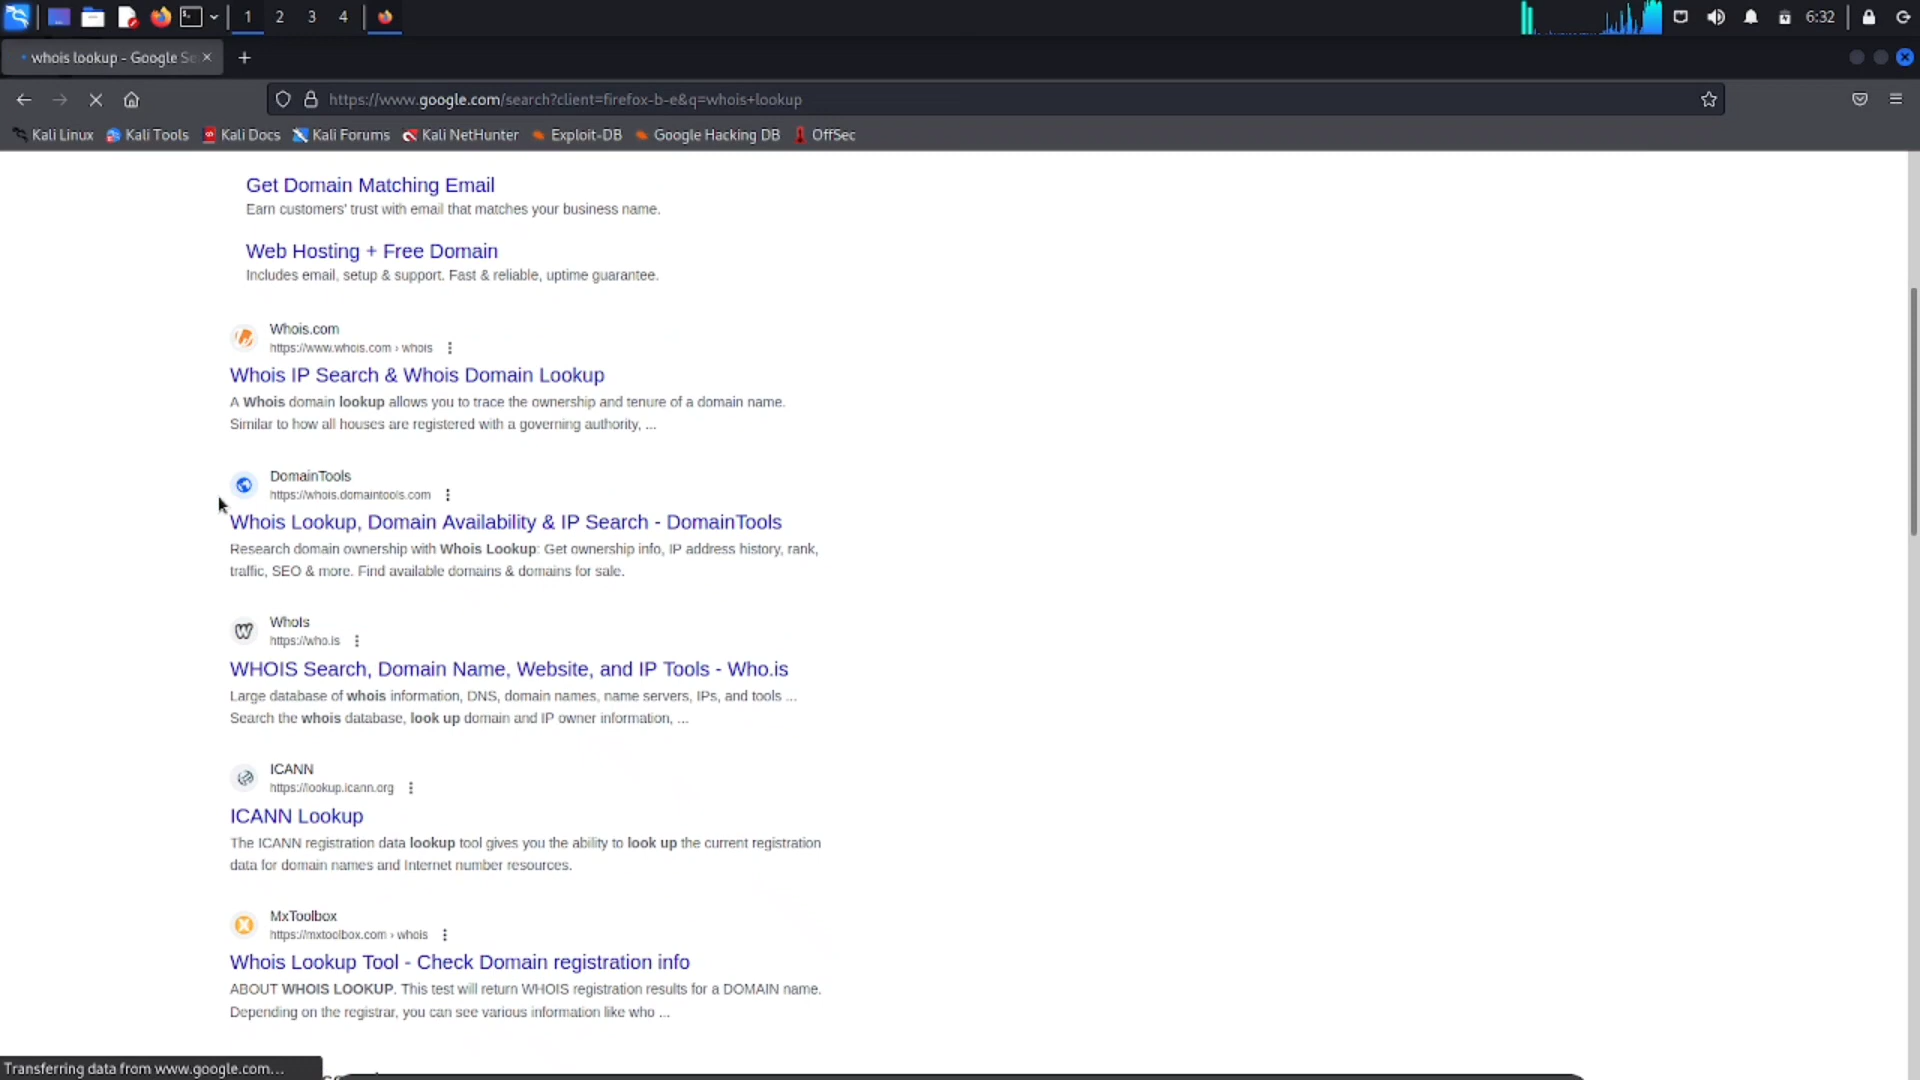 1 2 3 4 6:32
whois lookup - Google Se
https://www.google.com/search?client=firefox-b-e&q=whois+lookup
Kali Linux Kali Tools Kali Docs Kali Forums Kali NetHunter Exploit-DB Google Hacking DB OffSec
Get Domain Matching Email
Earn customers' trust with email that matches your business name.
Web Hosting + Free Domain
Includes email, setup & support. Fast & reliable, uptime guarantee.
Whois.com
https://www.whois.com › whois
Whois IP Search & Whois Domain Lookup
A Whois domain lookup allows you to trace the ownership and tenure of a domain name.
Similar to how all houses are registered with a governing authority, ...
DomainTools
https://whois.domaintools.com
Whois Lookup, Domain Availability & IP Search - DomainTools
Research domain ownership with Whois Lookup: Get ownership info, IP address history, rank,
traffic, SEO & more. Find available domains & domains for sale.
WhoIs
https://who.is
WHOIS Search, Domain Name, Website, and IP Tools - Who.is
Large database of whois information, DNS, domain names, name servers, IPs, and tools ...
Search the whois database, look up domain and IP owner information, ...
ICANN
https://lookup.icann.org
ICANN Lookup
The ICANN registration data lookup tool gives you the ability to look up the current registration
data for domain names and Internet number resources.
MxToolbox
https://mxtoolbox.com › whois
Whois Lookup Tool - Check Domain registration info
ABOUT WHOIS LOOKUP. This test will return WHOIS registration results for a DOMAIN name.
Depending on the registrar, you can see various information like who ...
Transferring data from www.google.com...